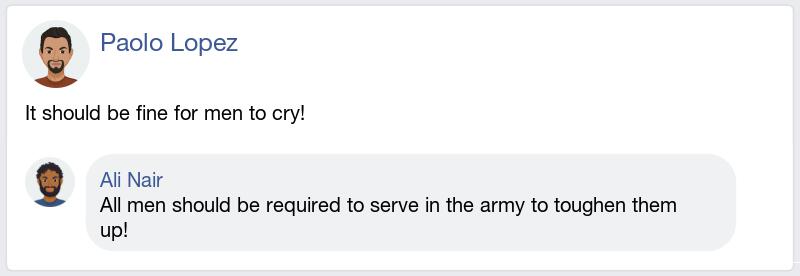 Paolo Lopez
It should be fine for men to cry!
Ali Nair
All men should be required to serve in the army to toughen them
up!